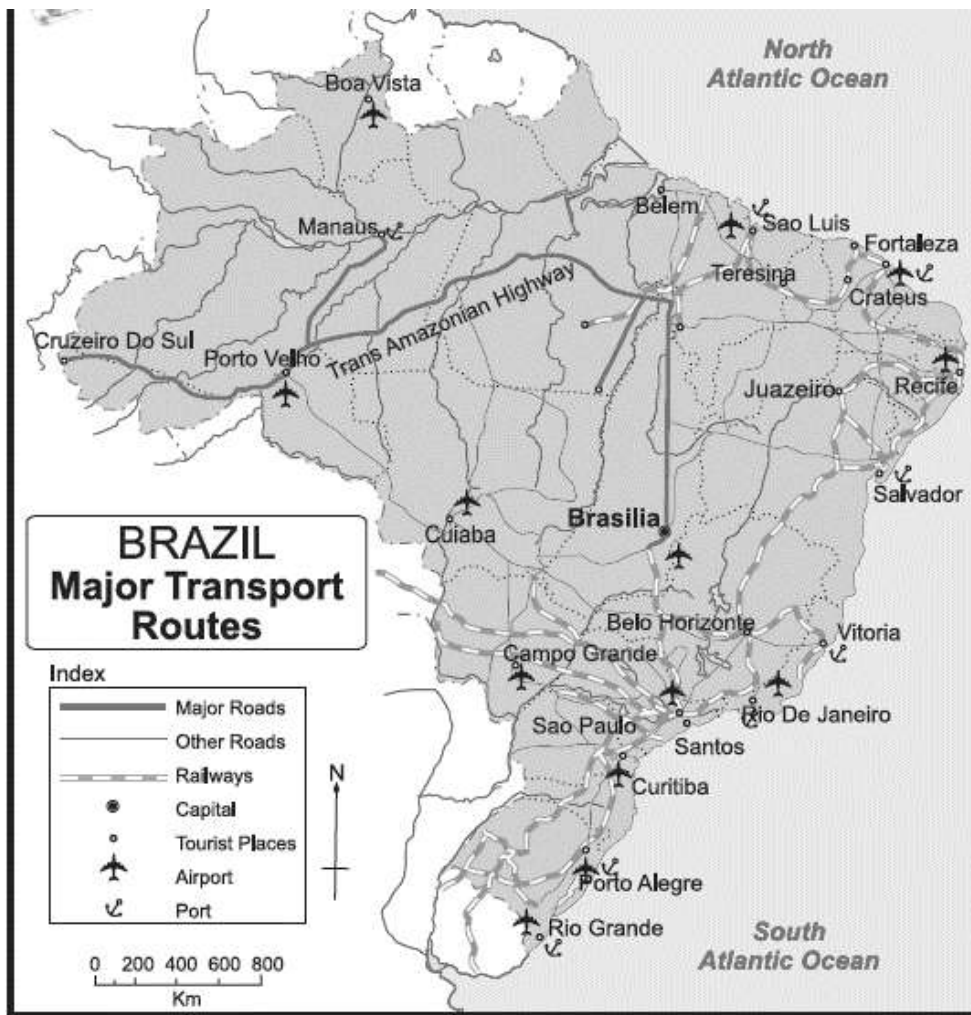 North
Atlantic Ocean
Boa Vista
Manaus
Belem
Sao Luis
Fortaleza
Teresina
Crateus
Trans Amazonian Highway
Cruzeiro Do Sul
Porto Velho
Juazeiro
Recife
Salvador
Cuiaba
Brasilia
BRAZIL
Major Transport
Routes
Belo Horizonte
Vitoria
Campo Grande
Sao Paulo
Rio De Janeiro
Santos
Curitiba
Porto Alegre
Rio Grande
South
Atlantic Ocean
Index
Major Roads
Other Roads
Railways
Capital
Tourist Places
Airport
Port
N
0 200 400 600 800
Km